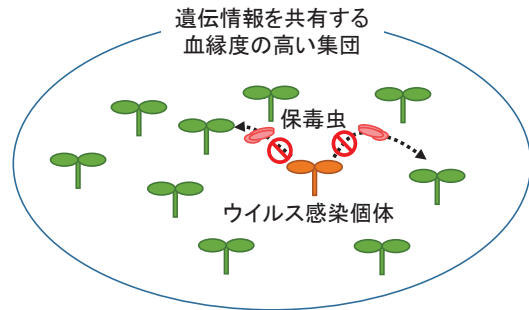 遺伝情報を共有する
血縁度の高い集団
保毒虫
ウイルス感染個体